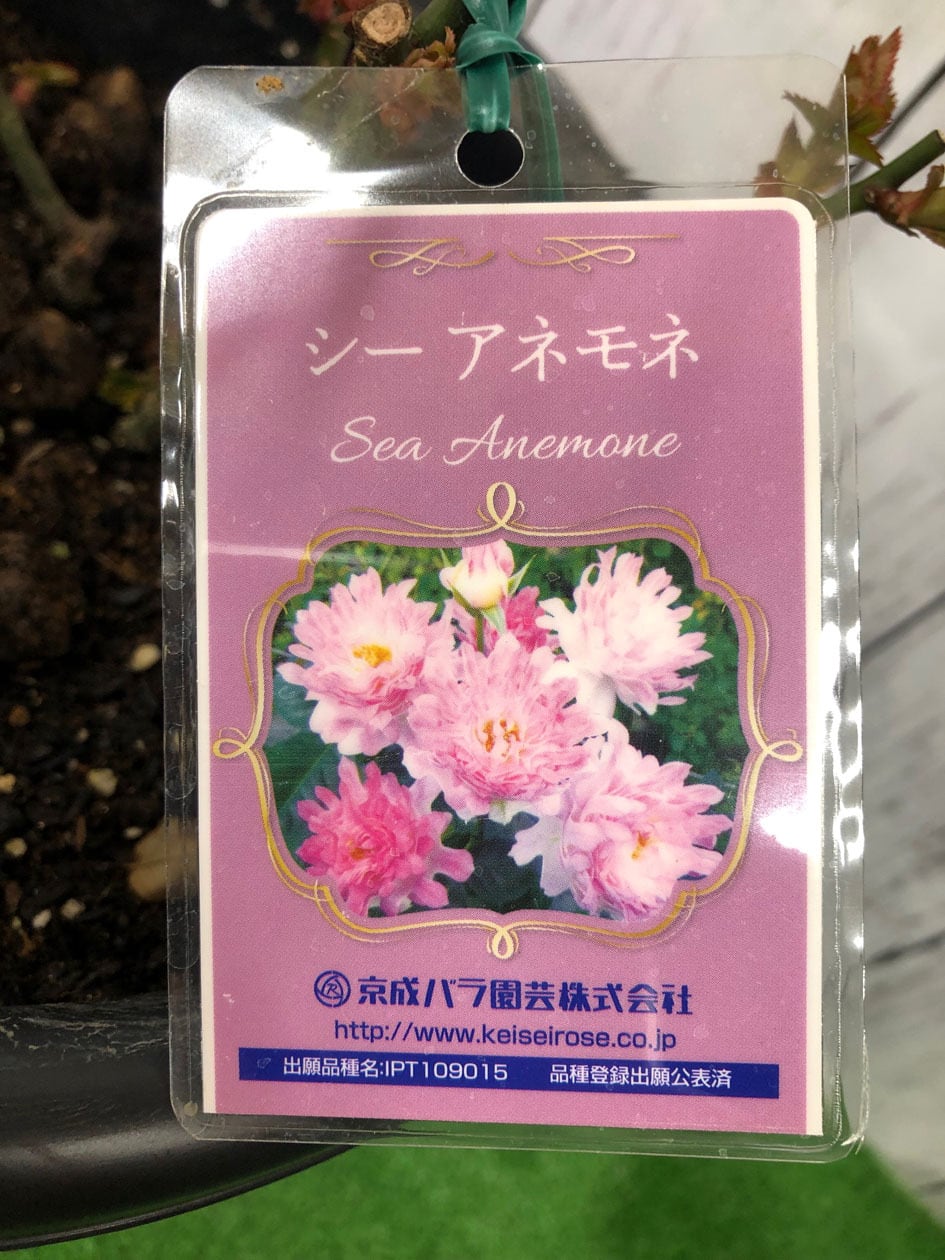 シー アネモネ
Sea Anemone
京成バラ園芸株式会社
http://www.keiseirose.co.jp
出願品種名:IPT109015 品種登録出願公表済